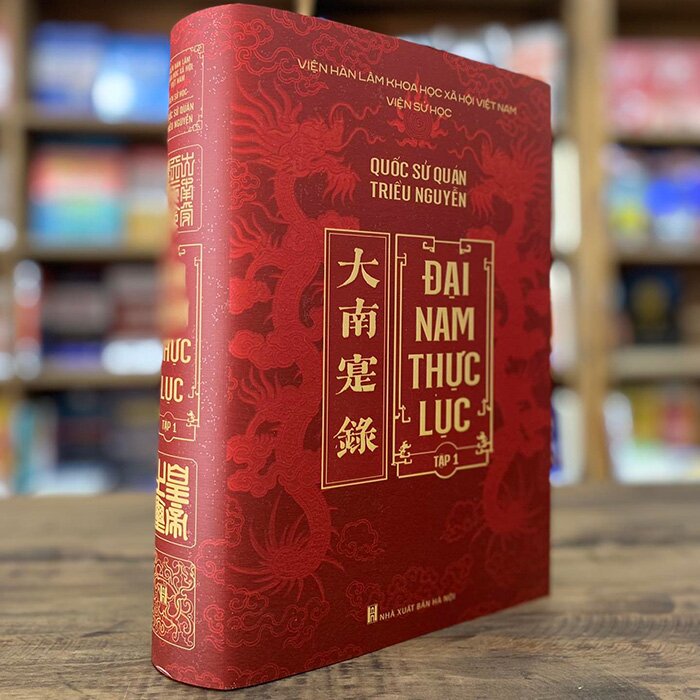 VIỆN HÀN LÂM KHOA HỌC XÃ HỘI VIỆT NAM
VIỆN SỬ HỌC
QUỐC SỬ QUÁN
TRIỀU NGUYỄN
大南寔錄
ĐẠI
NAM
THỰC
LỤC
TẬP 1
NHÀ XUẤT BẢN HÀ NỘI
THỰC
LỤC
TẬP 1